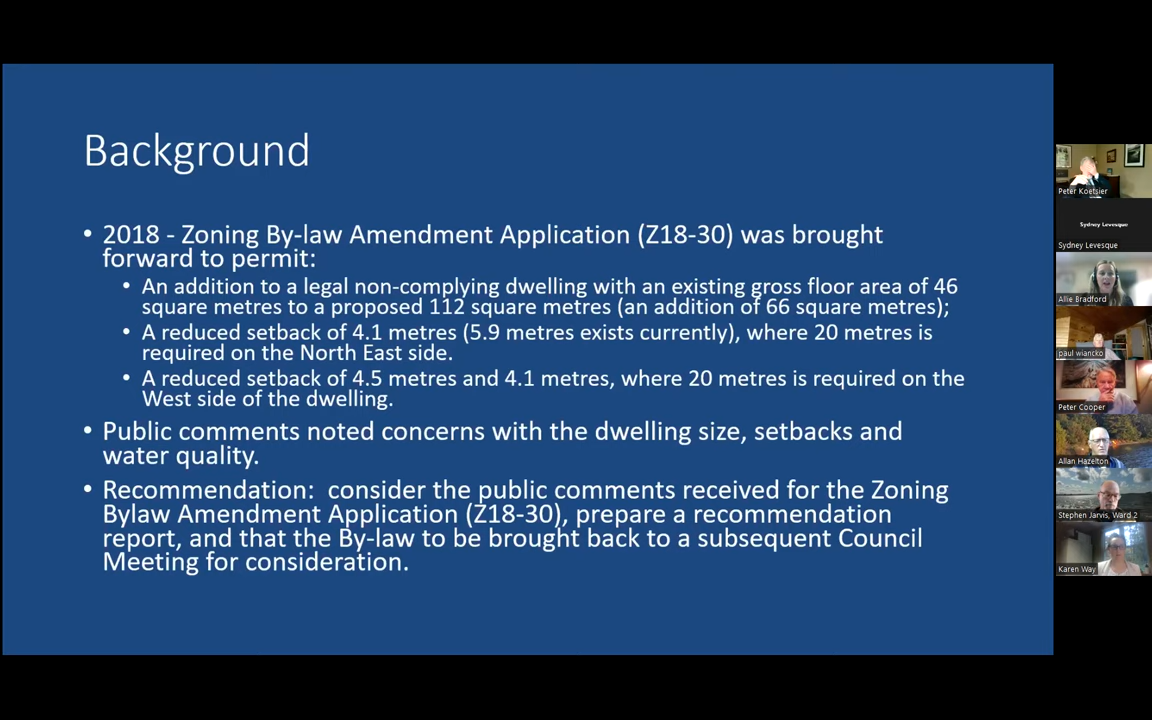 Background
• 2018 - Zoning By-law Amendment Application (Z18-30) was brought
forward to permit:
• An addition to a legal non-complying dwelling with an existing gross floor area of 46
square metres to a proposed 112 square metres (an addition of 66 square metres);
• A reduced setback of 4.1 metres (5.9 metres exists currently), where 20 metres is
required on the North East side.
• A reduced setback of 4.5 metres and 4.1 metres, where 20 metres is required on the
West side of the dwelling.
• Public comments noted concerns with the dwelling size, setbacks and
water quality.
• Recommendation:  consider the public comments received for the Zoning
Bylaw Amendment Application (Z18-30), prepare a recommendation
report, and that the By-law to be brought back to a subsequent Council
Meeting for consideration.
Peter Koetsier
Sydney Levesque
Sydney Levesque
Allie Bradford
paul wiancko
Peter Cooper
Allan Hazelton
Stephen Jarvis, Ward 2
Karen Way